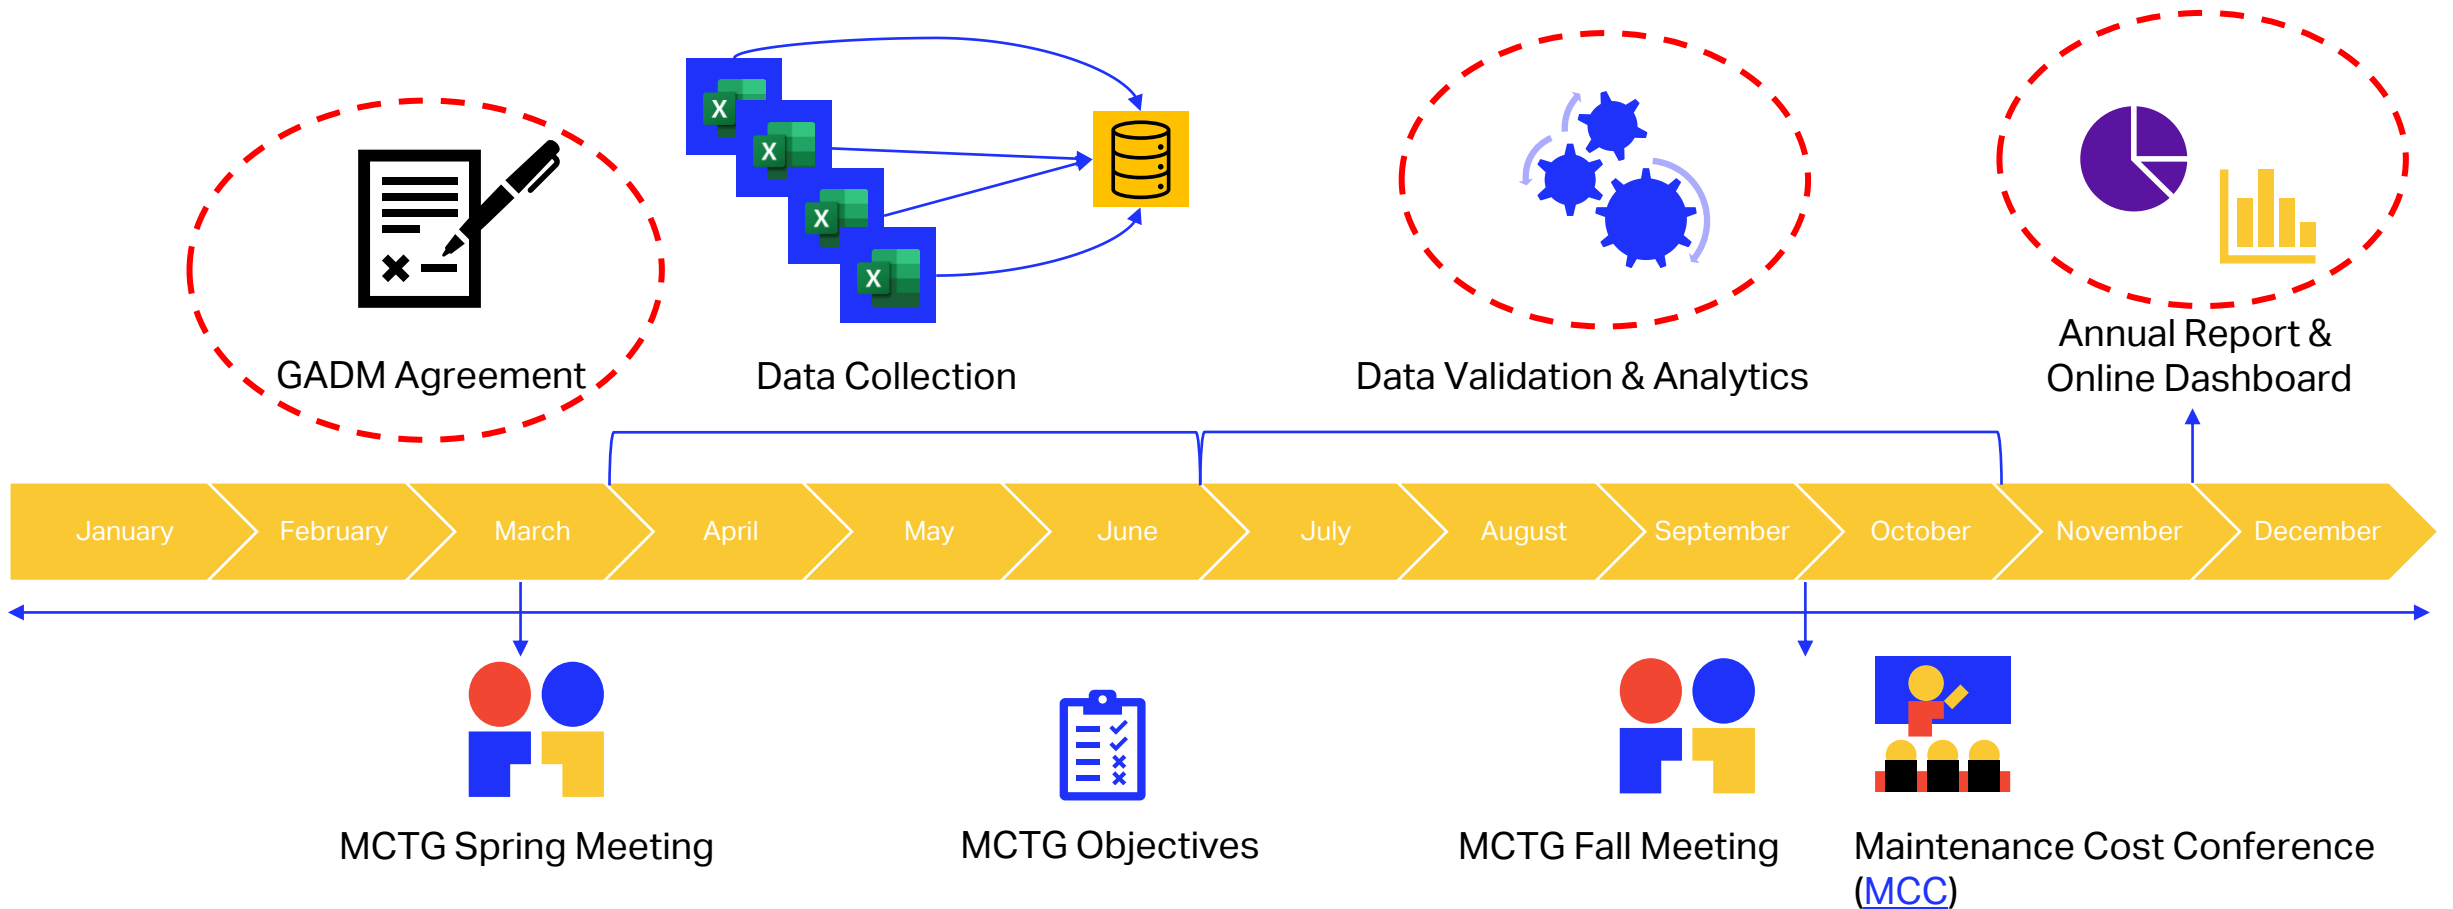 GADM Agreement
X
X
X
X
Data Collection
Data Validation & Analytics
Annual Report &
Online Dashboard
January
February
March
April
May
June
July
August
September
October
November
December
MCTG Spring Meeting
MCTG Objectives
MCTG Fall Meeting
Maintenance Cost Conference
(MCC)